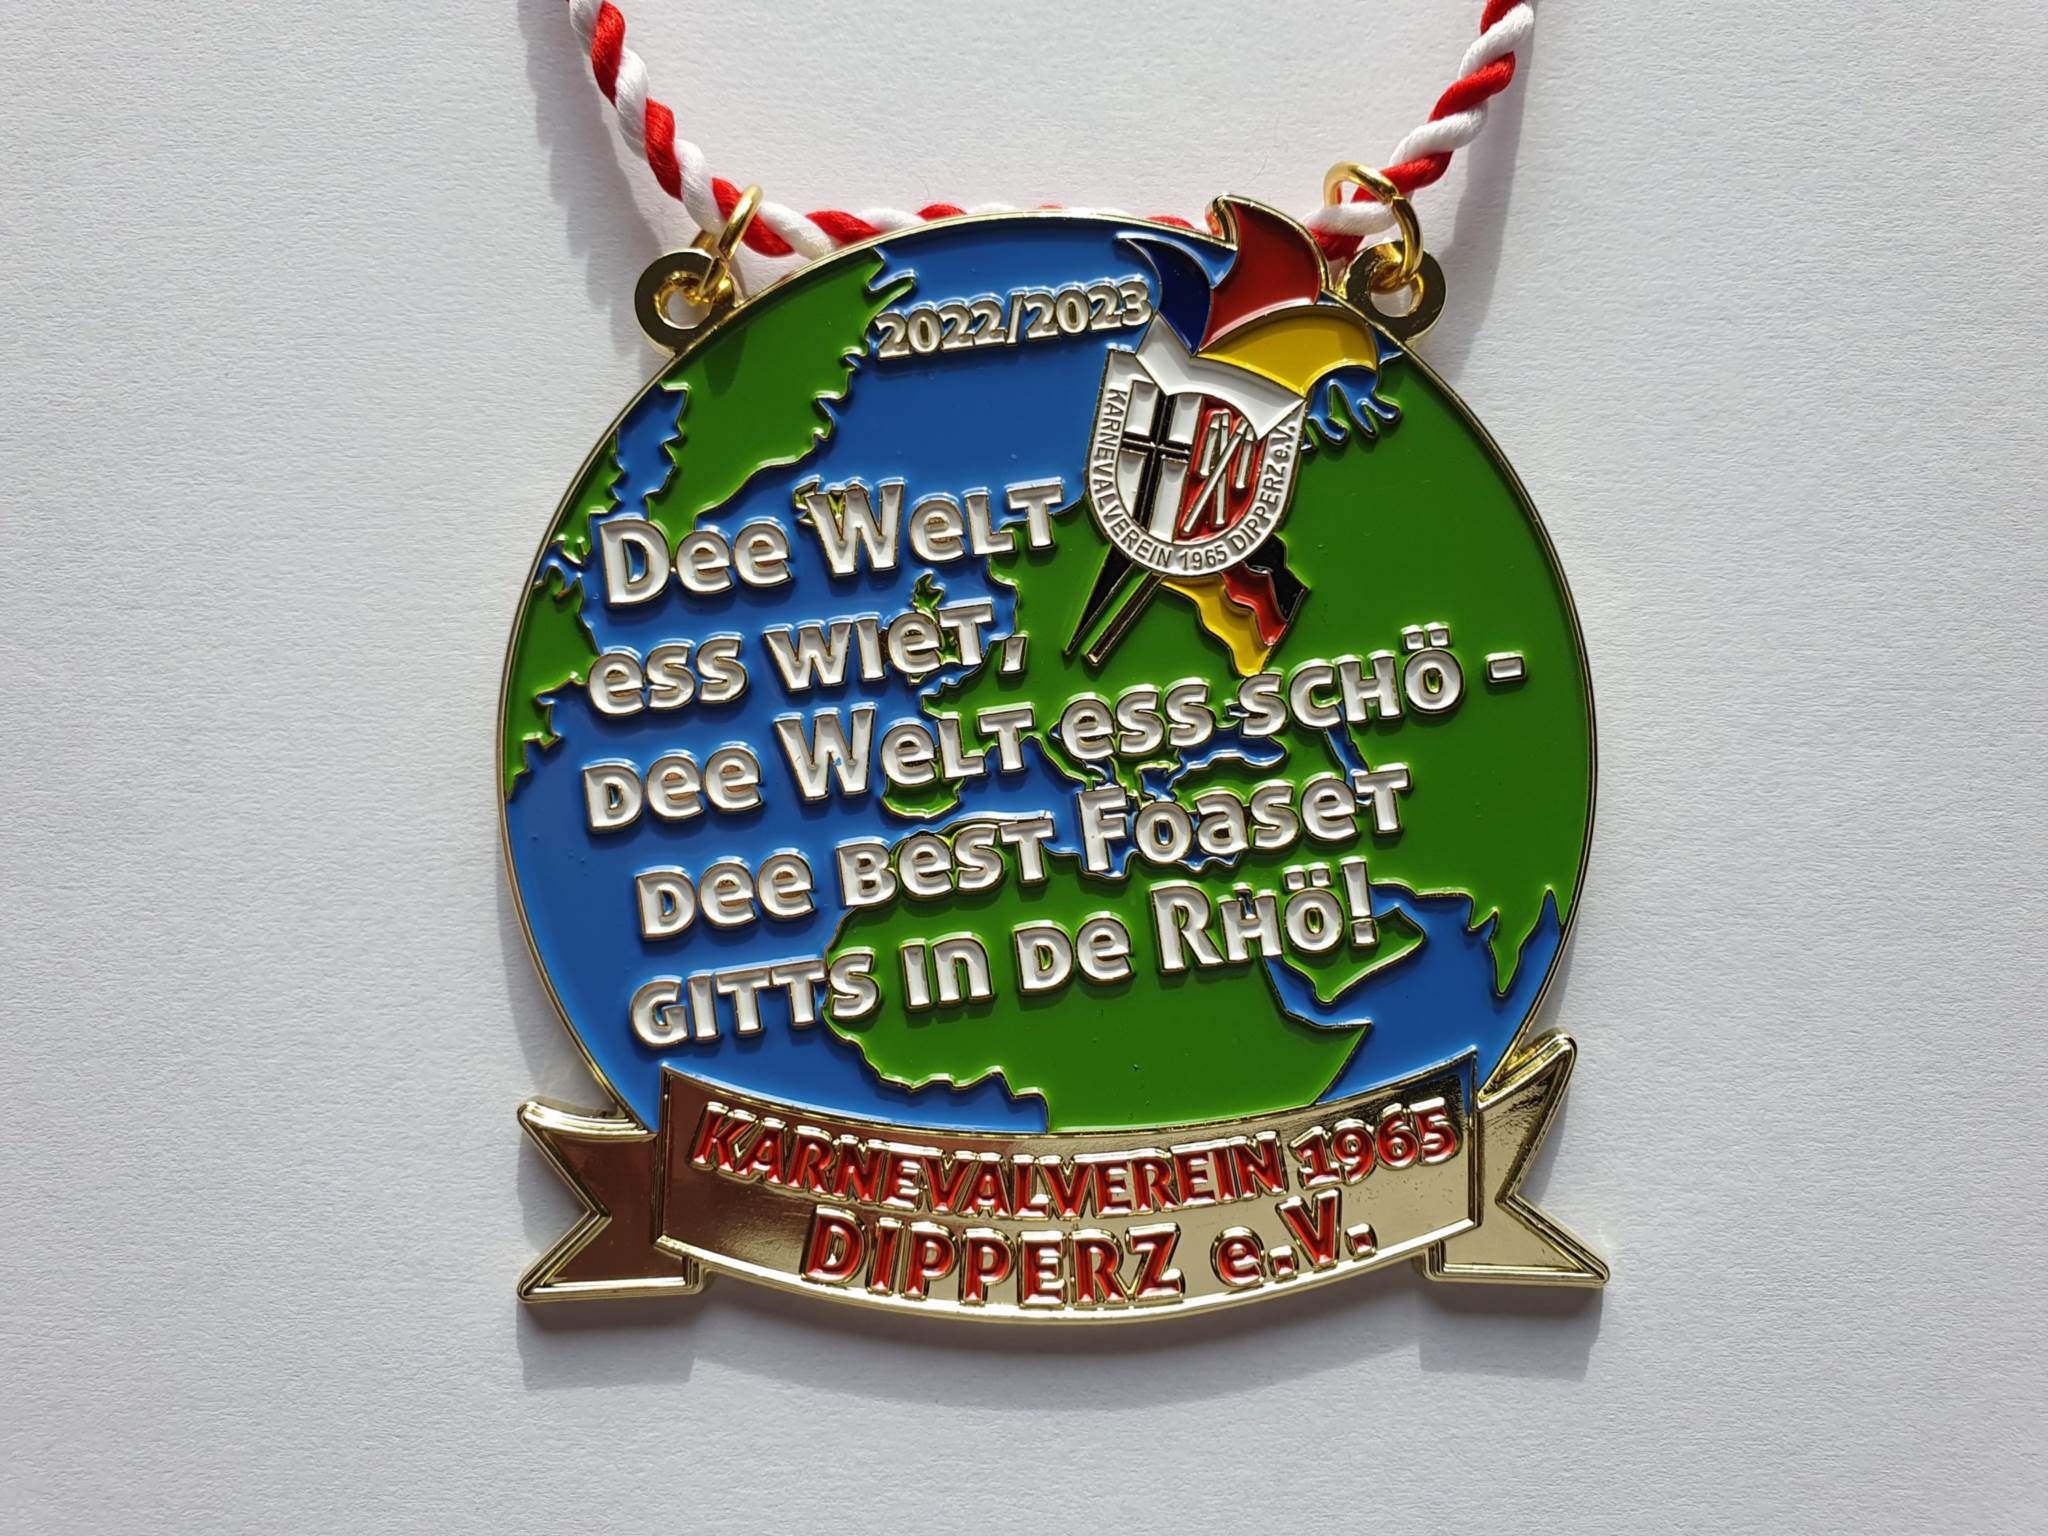 2022/2023
KARNEVALVEREIN 1965 DIPPERZ e.V.
Dee Welt
ess wiet,
dee Welt ess schö -
dee best Foaset
gitts in de Rhö!
KARNEVALVEREIN 1965
DIPPERZ e.V.